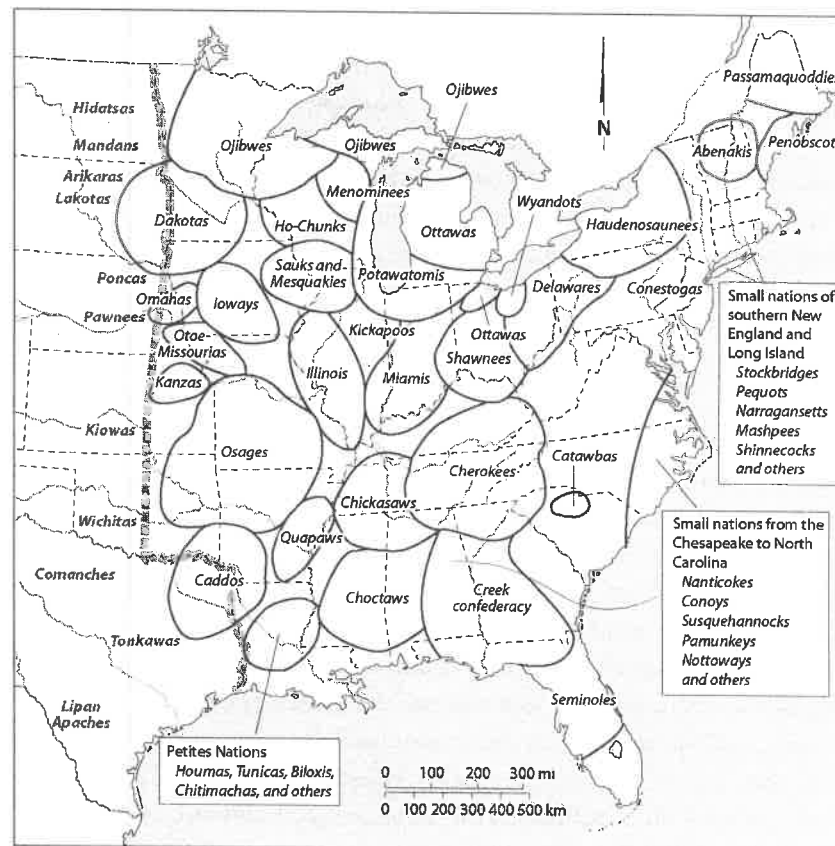 Ojibwes
Passamaquoddies
N
Hidatsas
Mandans
Ojibwes
Ojibwes
Abenakis
Penobscot
Arikaras
Lakotas
Menominees
Wyandots
Dakotas
Ho-Chunks
Ottawas
Haudenosaunees
Sauks and
Mesquakies
Potawatomis
Poncas
Omahas
Ioways
Delawares
Conestogas
Pawnees
Kickapoos
Ottawas
Otoe-
Missourias
Shawnees
Illinois
Miamis
Kanzas
Small nations of
southern New
England and
Long Island
Stockbridges
Pequots
Narragansetts
Mashpees
Shinnecocks
and others
Kiowas
Osages
Cherokees
Catawbas
Chickasaws
Wichitas
Quapaws
Small nations from the
Chesapeake to North
Carolina
Nanticokes
Conoys
Susquehannocks
Pamunkeys
Nottoways
and others
Comanches
Caddos
Choctaws
Creek
confederacy
Tonkawas
Lipan
Apaches
Seminoles
Petites Nations
Houmas, Tunicas, Biloxis,
Chitimachas, and others
0 100 200 300 mi
0 100 200 300 400 500 km